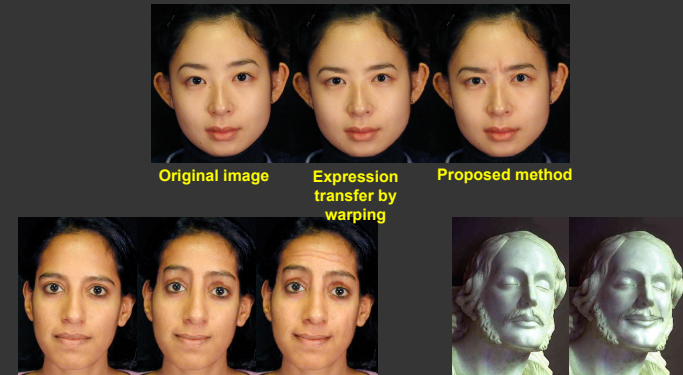 Original image
Expression
transfer by
warping
Proposed method